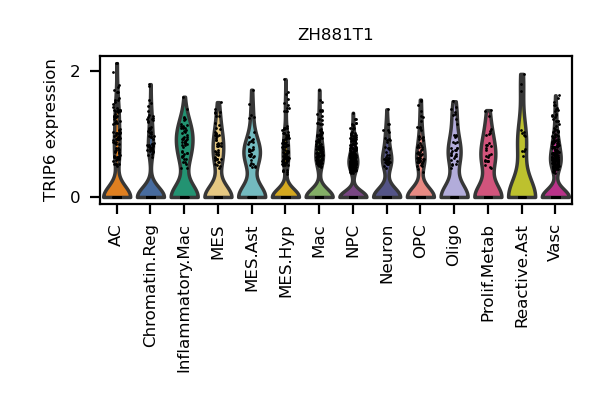 ZH881T1
TRIP6 expression
2
0
AC
Chromatin.Reg
Inflammatory.Mac
MES
MES.Ast
MES.Hyp
Mac
NPC
Neuron
OPC
Oligo
Prolif.Metab
Reactive.Ast
Vasc